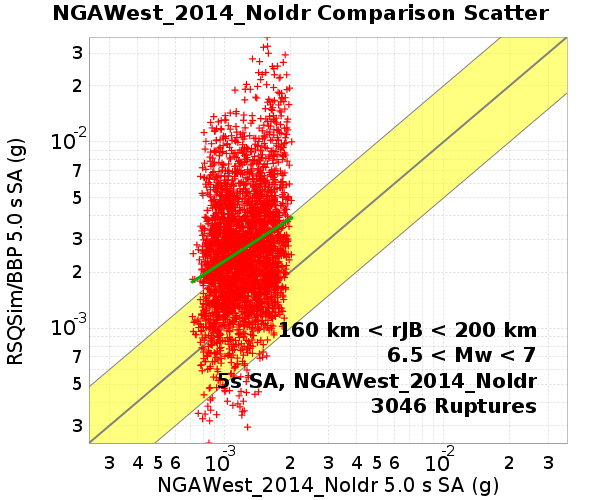 NGAWest_2014_NoIdr Comparison Scatter
RSQSim/BBP 5.0 s SA (g)
3
2
10-2
7
5
3
2
10-3
7
5
3
160 km < rJB < 200 km
6.5 < Mw < 7
5s SA, NGAWest_2014_NoIdr
3046 Ruptures
3 4 5 6 10-3 2 3 4 5 6 10-2 2 3
NGAWest_2014_NoIdr 5.0 s SA (g)